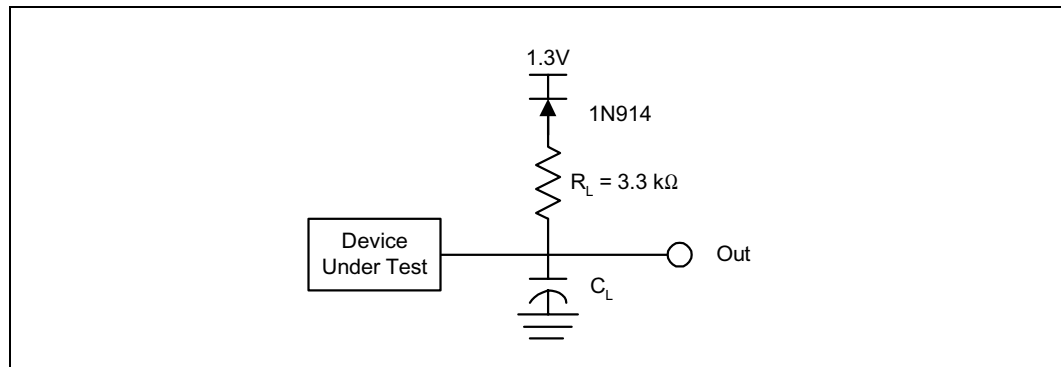 1.3V
1N914
R_L = 3.3 kΩ
Device
Under Test
Out
C_L